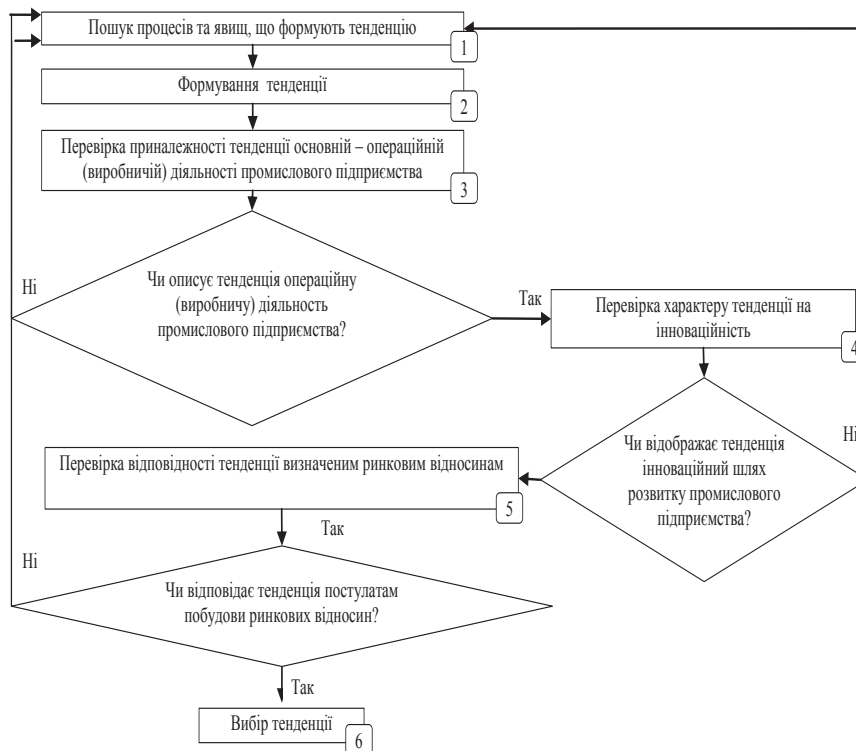 Пошук процесів та явищ, що формують тенденцію
1
Формування тенденції
2
Перевірка приналежності тенденції основній – операційній
(виробничій) діяльності промислового підприємства
3
Ні
Чи описує тенденція операційну
(виробничу) діяльность
промислового підприємства?
Так
Перевірка характеру тенденції на
інноваційність
4
Ні
Чи відображає тенденція
інноваційний шлях
розвитку промислового
підприємства?
Перевірка відповідності тенденції визначеним ринковим відносинам
5
Так
Ні
Чи відповідає тенденція постулатам
побудови ринкових відносин?
Так
Вибір тенденції
6